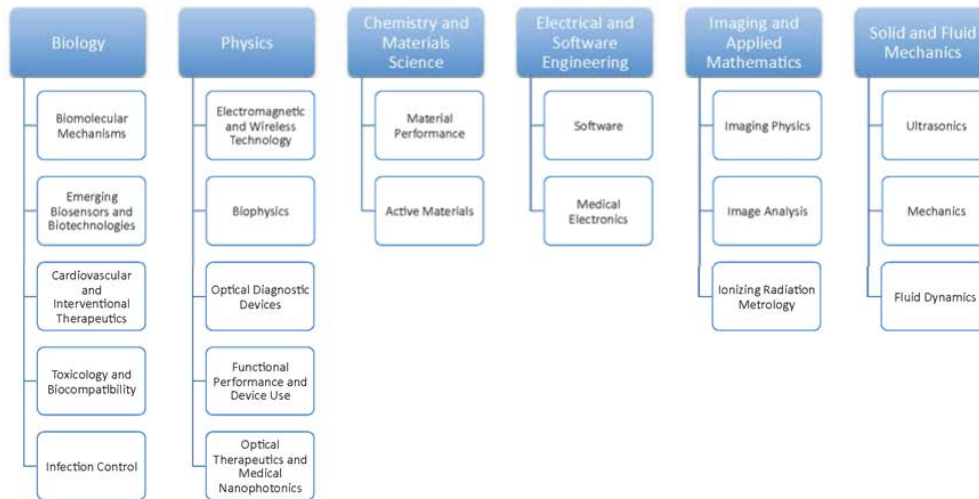 Biology
Biomolecular
Mechanisms
Emerging
Biosensors and
Biotechnologies
Cardiovascular
and
Interventional
Therapeutics
Toxicology and
Biocompatibility
Infection Control
Physics
Electromagnetic
and Wireless
Technology
Biophysics
Optical Diagnostic
Devices
Functional
Performance and
Device Use
Optical
Therapeutics and
Medical
Nanophotonics
Chemistry and
Materials
Science
Material
Performance
Active Materials
Electrical and
Software
Engineering
Software
Medical
Electronics
Imaging and
Applied
Mathematics
Imaging Physics
Image Analysis
Ionizing Radiation
Metrology
Solid and Fluid
Mechanics
Ultrasonics
Mechanics
Fluid Dynamics